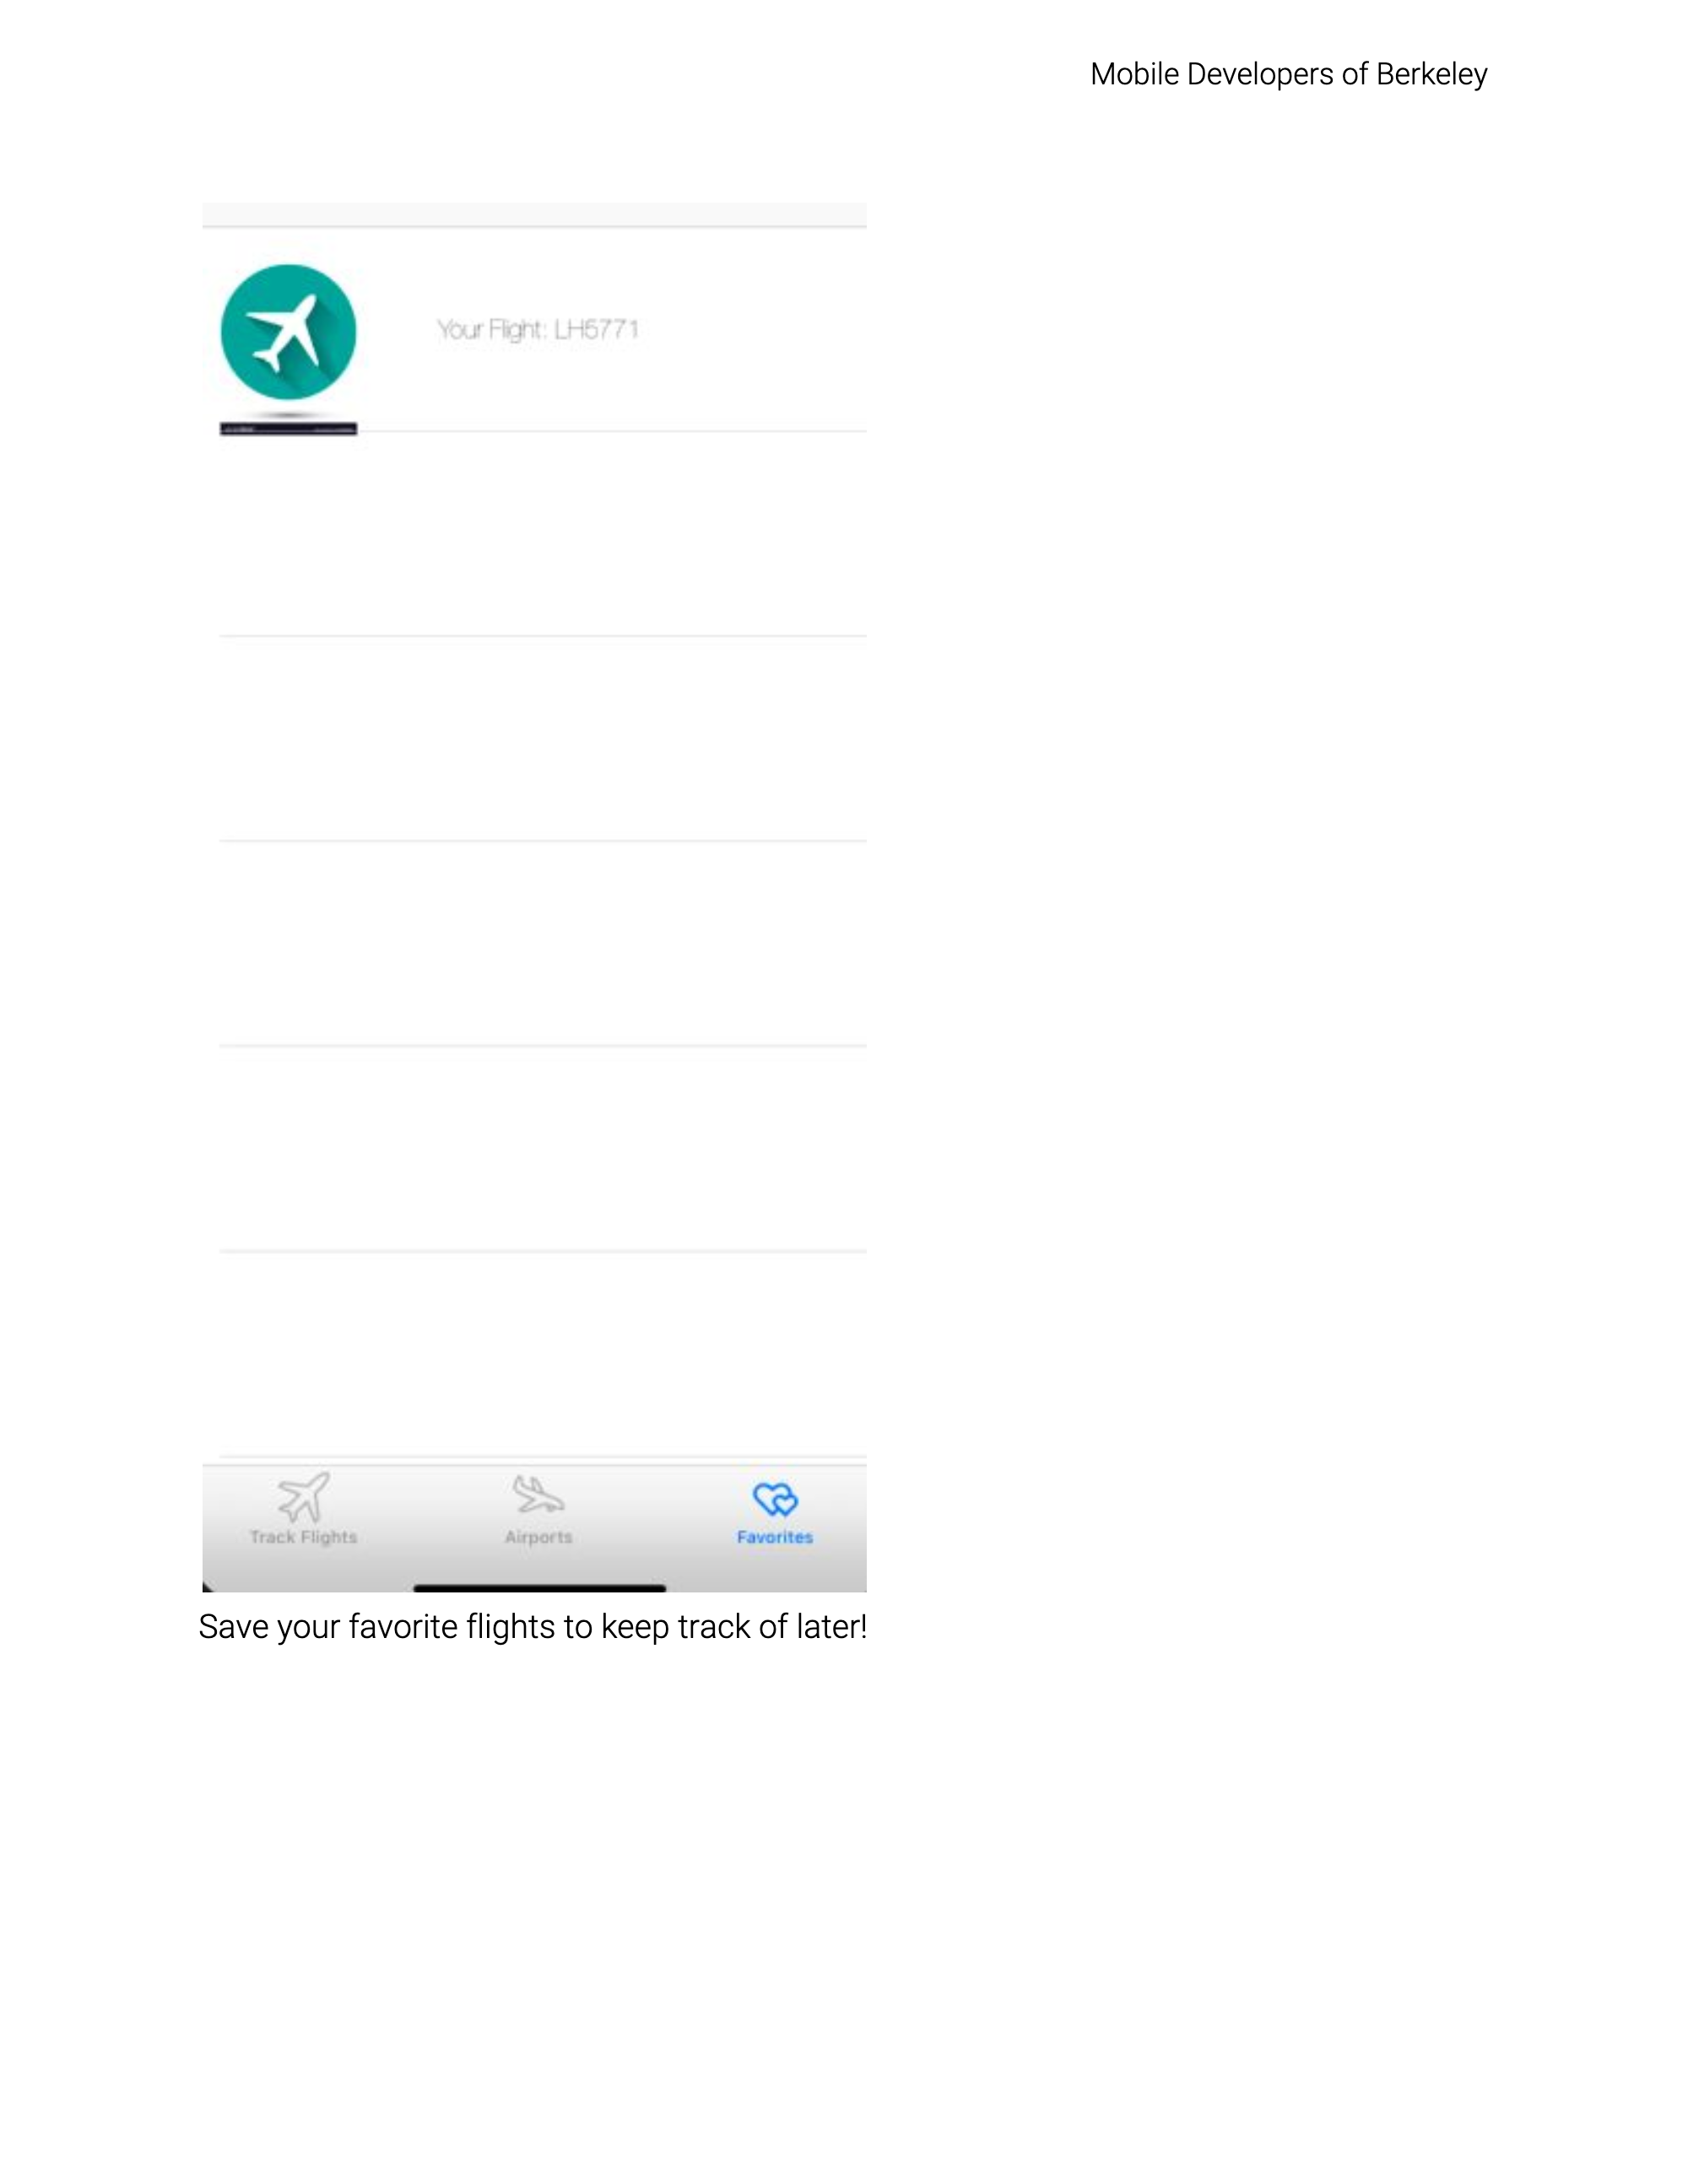 Mobile Developers of Berkeley
Your Flight: LH5771
Track Flights
Airports
Favorites
Save your favorite flights to keep track of later!